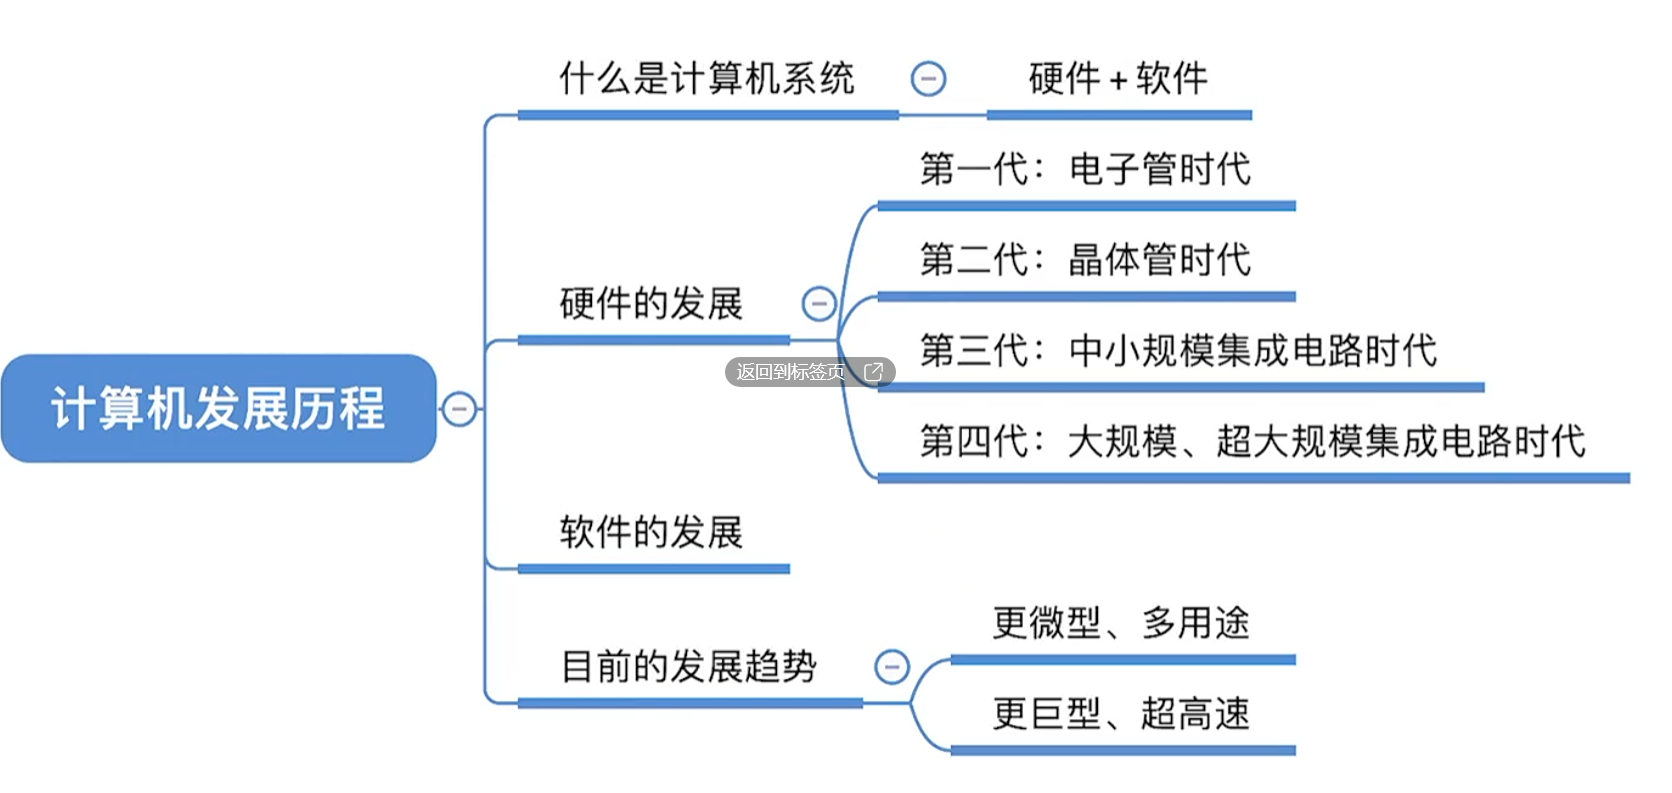 什么是计算机系统
硬件＋软件
第一代：电子管时代
第二代：晶体管时代
硬件的发展
第三代：中小规模集成电路时代
返回到标签页
计算机发展历程
第四代：大规模、超大规模集成电路时代
软件的发展
更微型、多用途
目前的发展趋势
更巨型、超高速